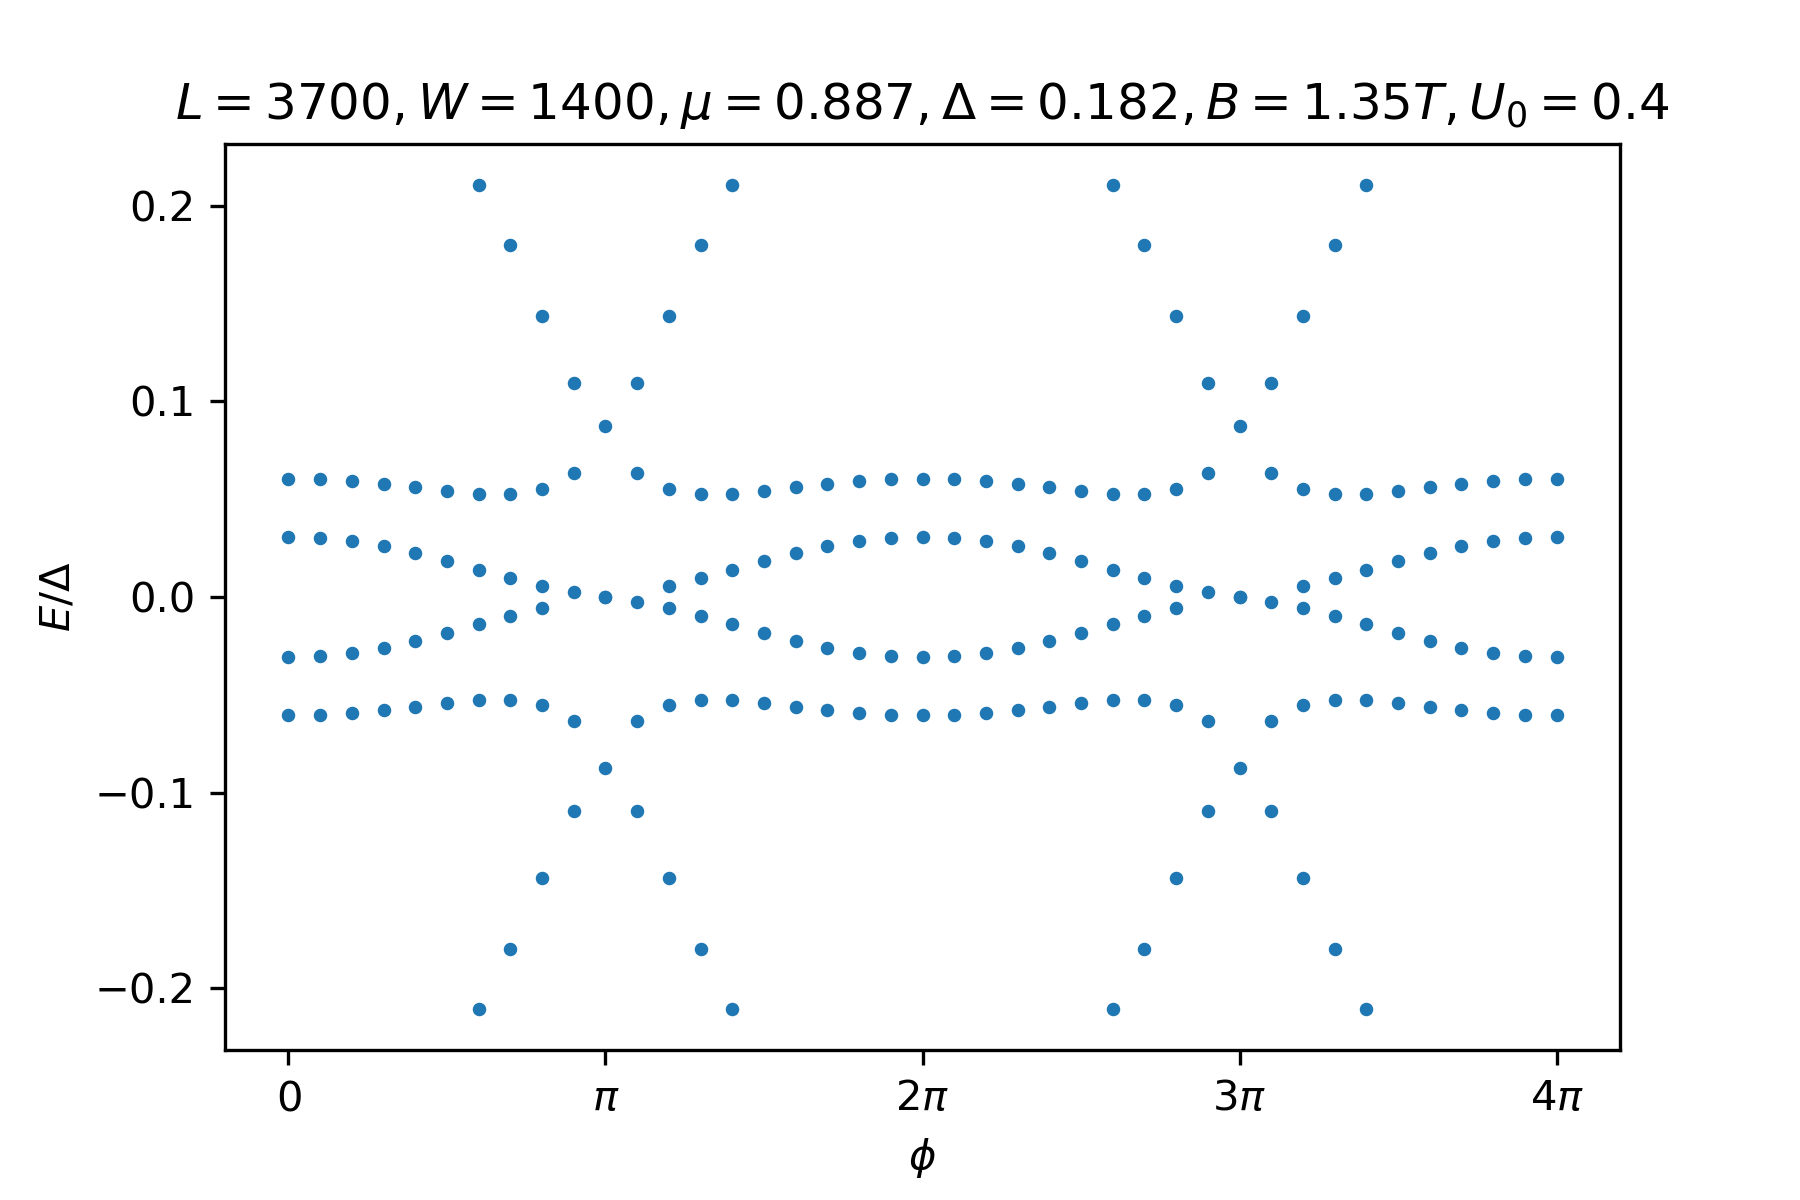 L = 3700, W = 1400, μ = 0.887, Δ = 0.182, B = 1.35T, U₀ = 0.4
0.2
0.1
0.0
−0.1
−0.2
E/Δ
0 π 2π 3π 4π
ϕ